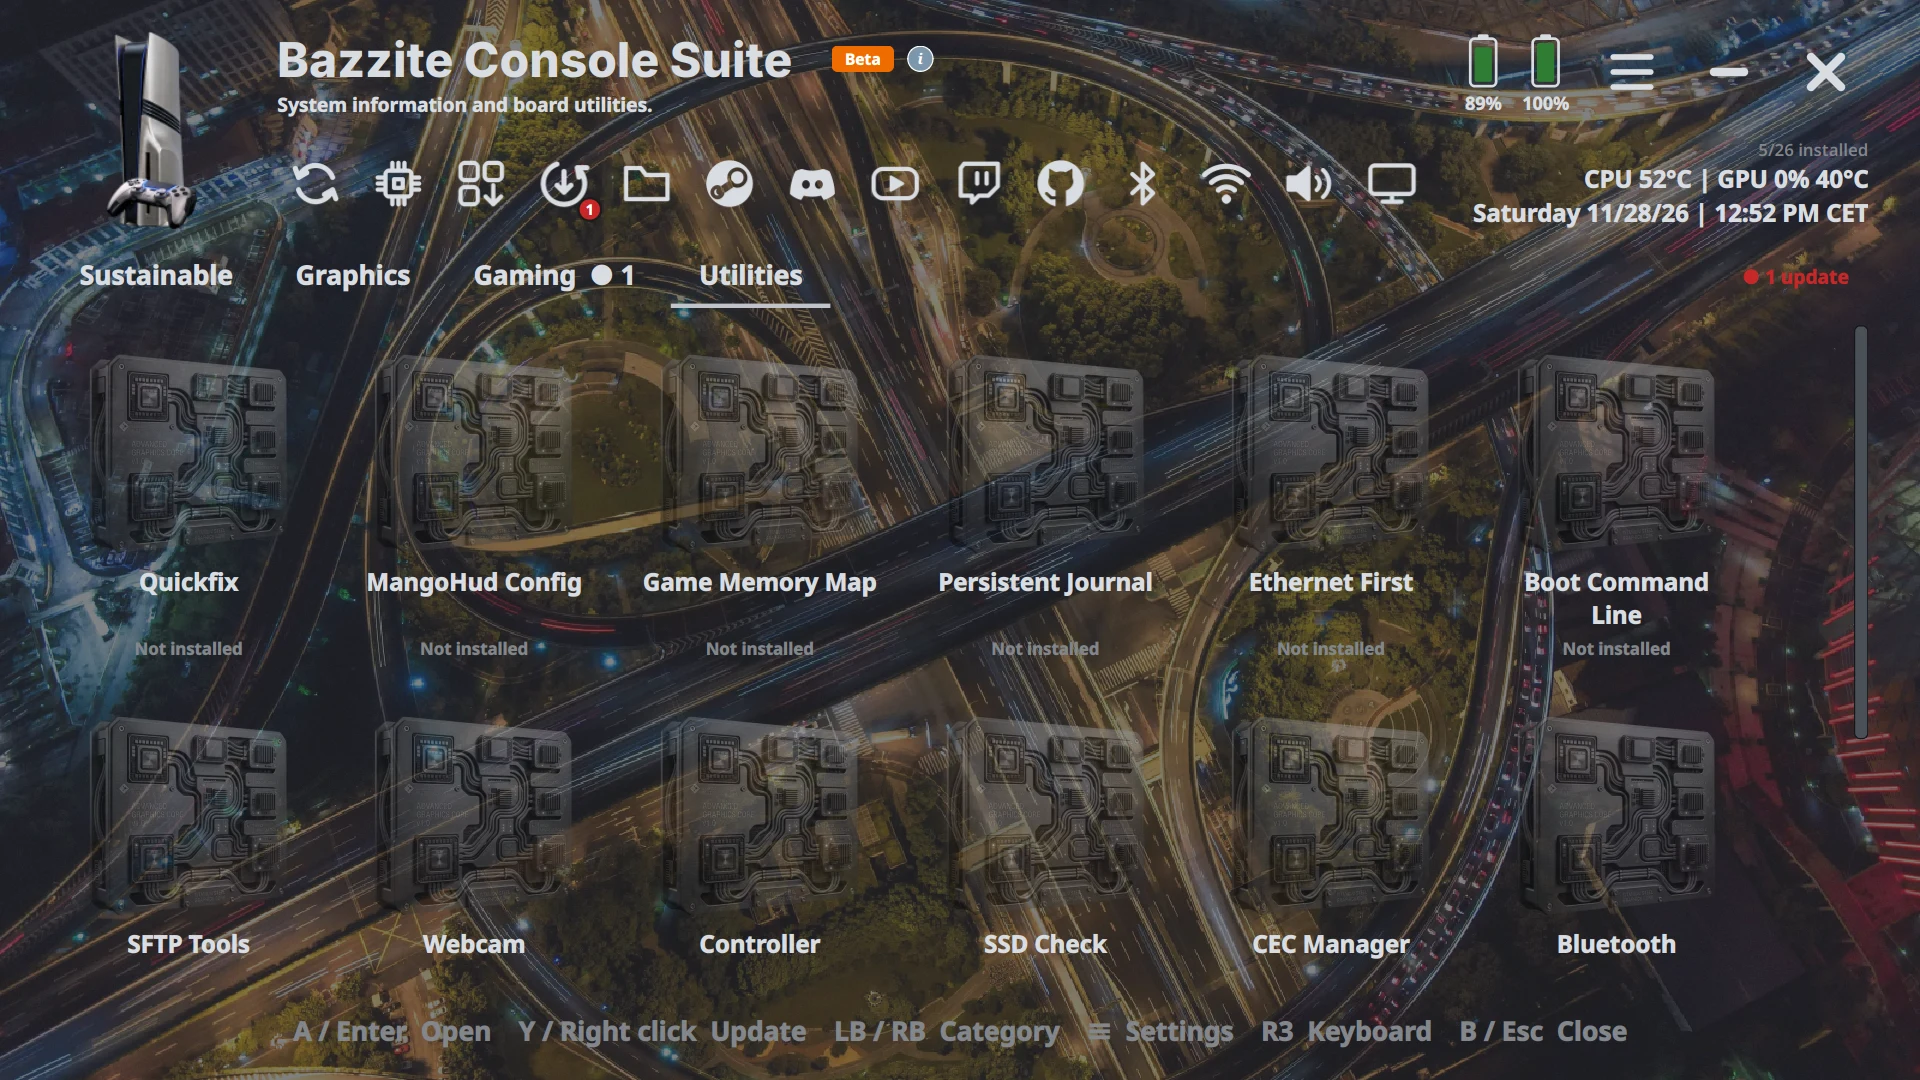 Bazzite Console Suite
Beta
i
System information and board utilities.
89%
100%
5/26 installed
CPU 52°C | GPU 0% 40°C
Saturday 11/28/26 | 12:52 PM CET
1
Sustainable
Graphics
Gaming ● 1
Utilities
● 1 update
Quickfix
MangoHud Config
Game Memory Map
Persistent Journal
Ethernet First
Boot Command
Line
Not installed
Not installed
Not installed
Not installed
Not installed
Not installed
SFTP Tools
Webcam
Controller
SSD Check
CEC Manager
Bluetooth
A / Enter Open Y / Right click Update LB / RB Category ≡ Settings R3 Keyboard B / Esc Close